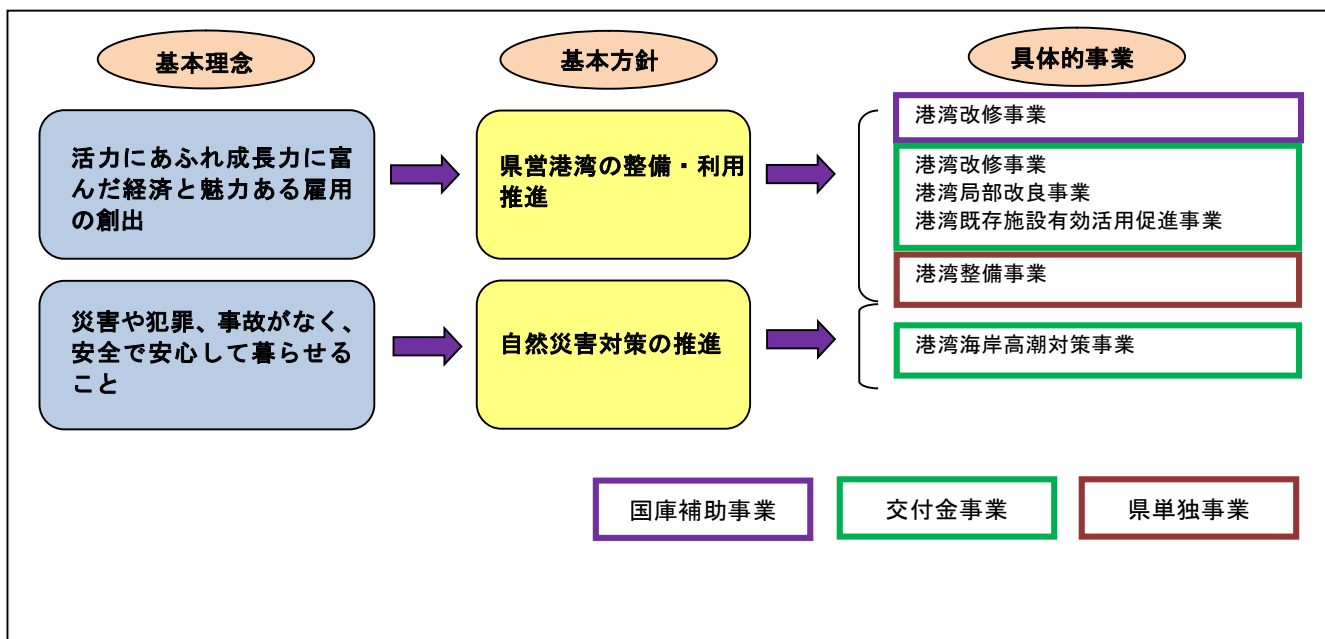 基本理念
基本方針
具体的事業
活力にあふれ成長力に富
んだ経済と魅力ある雇用
の創出
県営港湾の整備・利用
推進
港湾改修事業
港湾改修事業
港湾局部改良事業
港湾既存施設有効活用促進事業
港湾整備事業
災害や犯罪、事故がなく、
安全で安心して暮らせる
こと
自然災害対策の推進
港湾海岸高潮対策事業
国庫補助事業
交付金事業
県単独事業